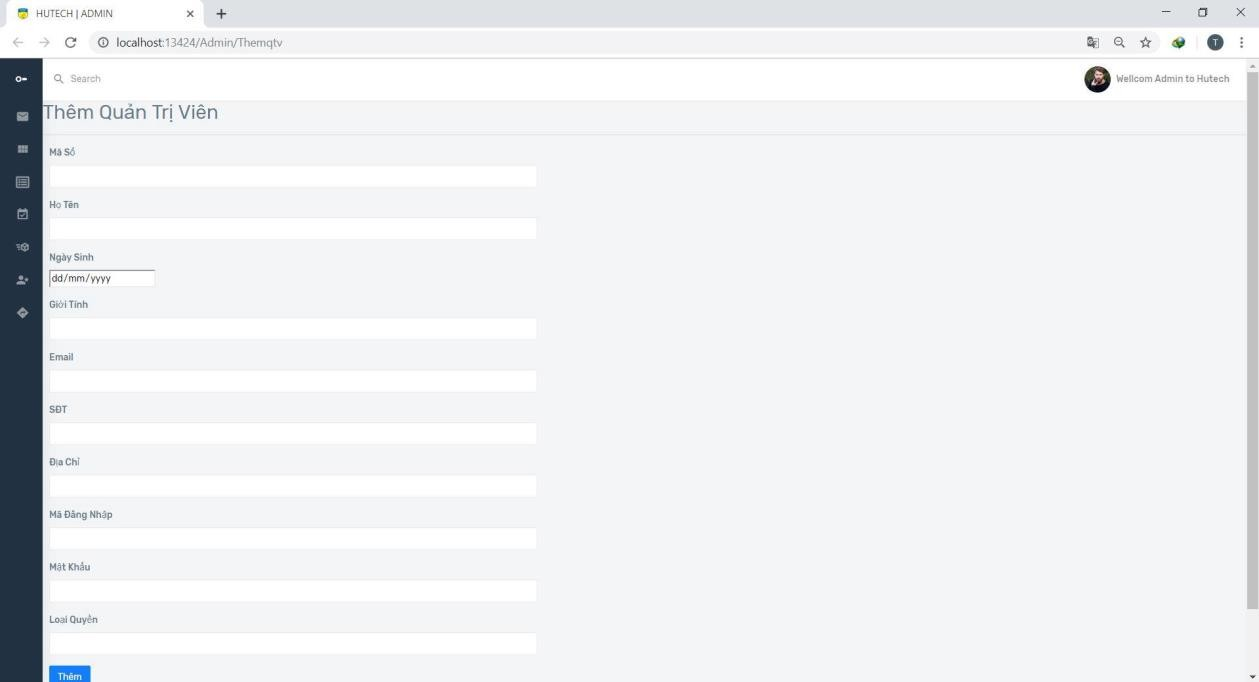 HUTECH | ADMIN
localhost:13424/Admin/Themqtv
T
Search
Wellcom Admin to Hutech
Thêm Quản Trị Viên
Mã Số
Họ Tên
Ngày Sinh
dd/mm/yyyy
Giới Tính
Email
SĐT
Địa Chỉ
Mã Đăng Nhập
Mật Khẩu
Loại Quyền
Thêm